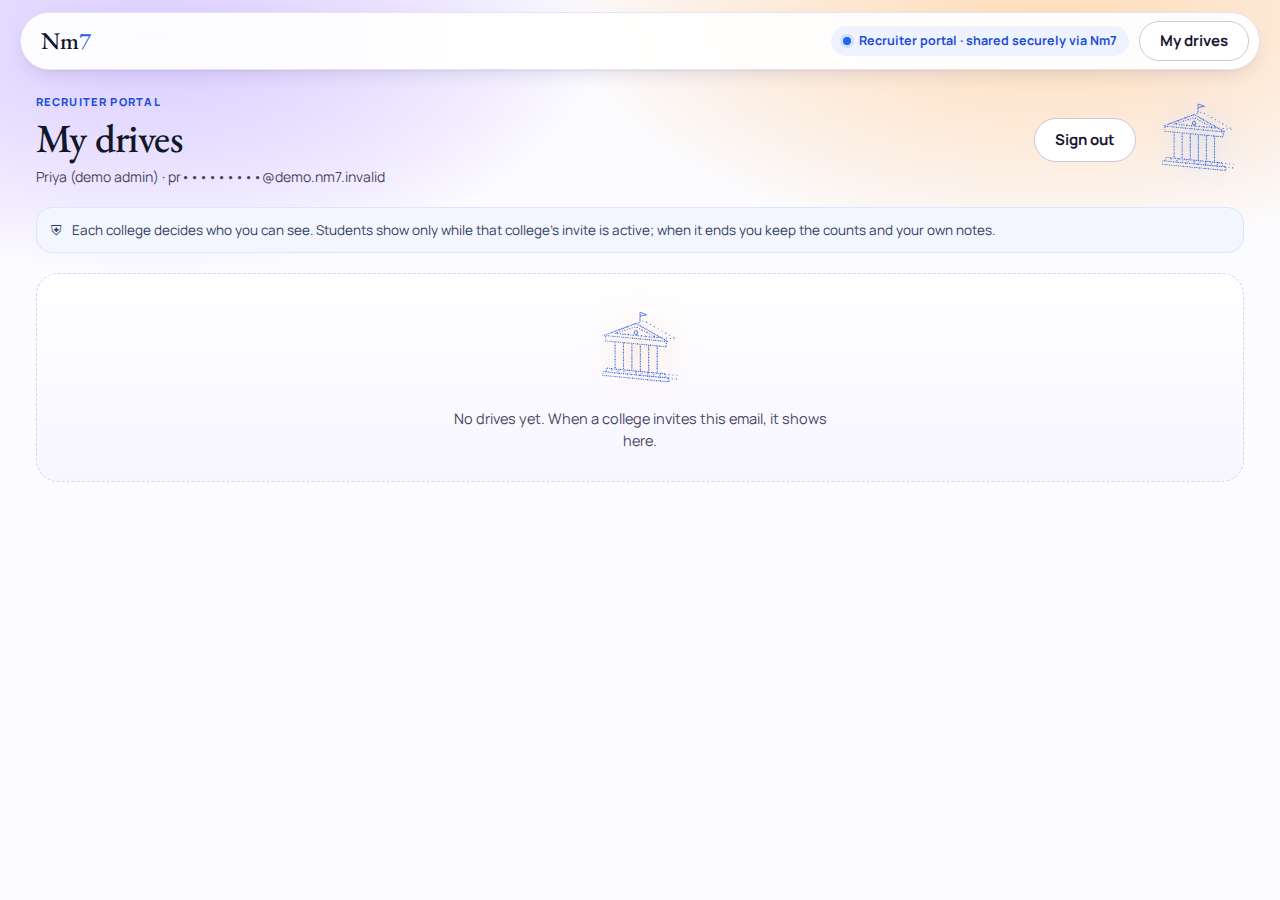 Nm7
Recruiter portal · shared securely via Nm7
My drives
RECRUITER PORTAL
My drives
Sign out
Priya (demo admin) · pr•••••••••@demo.nm7.invalid
Each college decides who you can see. Students show only while that college's invite is active; when it ends you keep the counts and your own notes.
No drives yet. When a college invites this email, it shows
here.